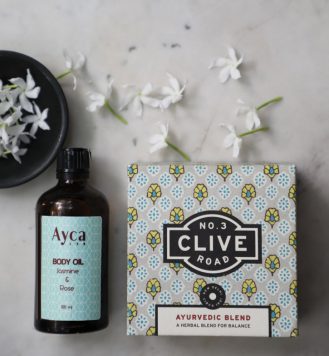 Ayca
BODY OIL
Jasmine
&
Rose
NO. 3
CLIVE
ROAD
AYURVEDIC BLEND
A HERBAL BLEND FOR BALANCE